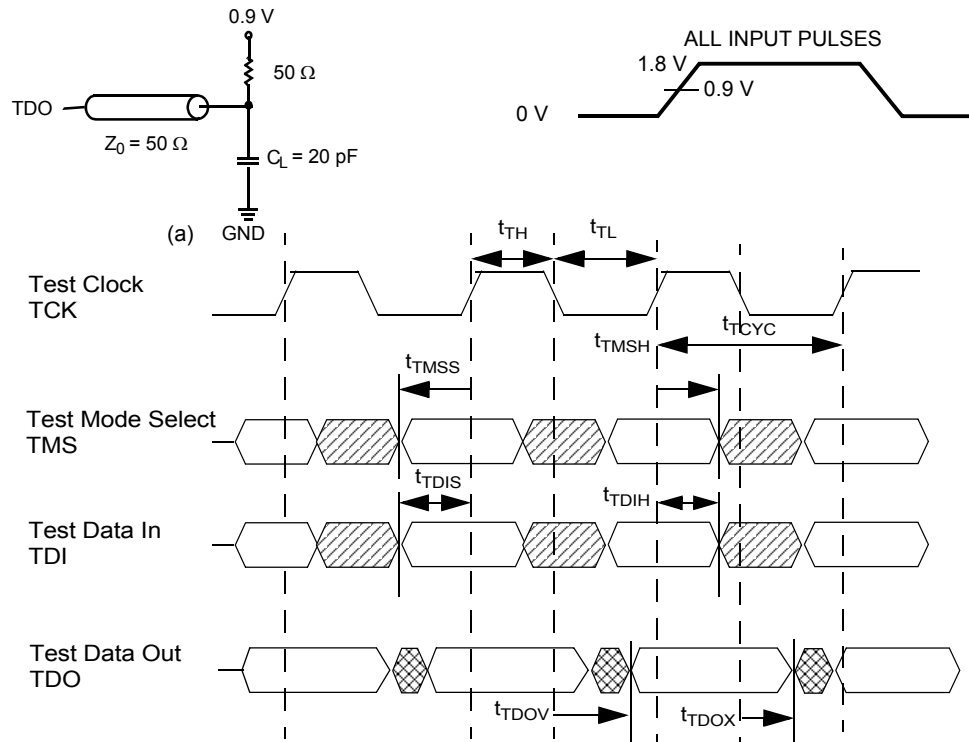 0.9 V
50 Ω
TDO
Z0 = 50 Ω
CL = 20 pF
(a)
GND
ALL INPUT PULSES
1.8 V
0.9 V
0 V
tTH
tTL
Test Clock
TCK
tTCYC
tTMSH
tTMSS
Test Mode Select
TMS
tTDIS
tTDIH
Test Data In
TDI
Test Data Out
TDO
tTDOV
tTDOX